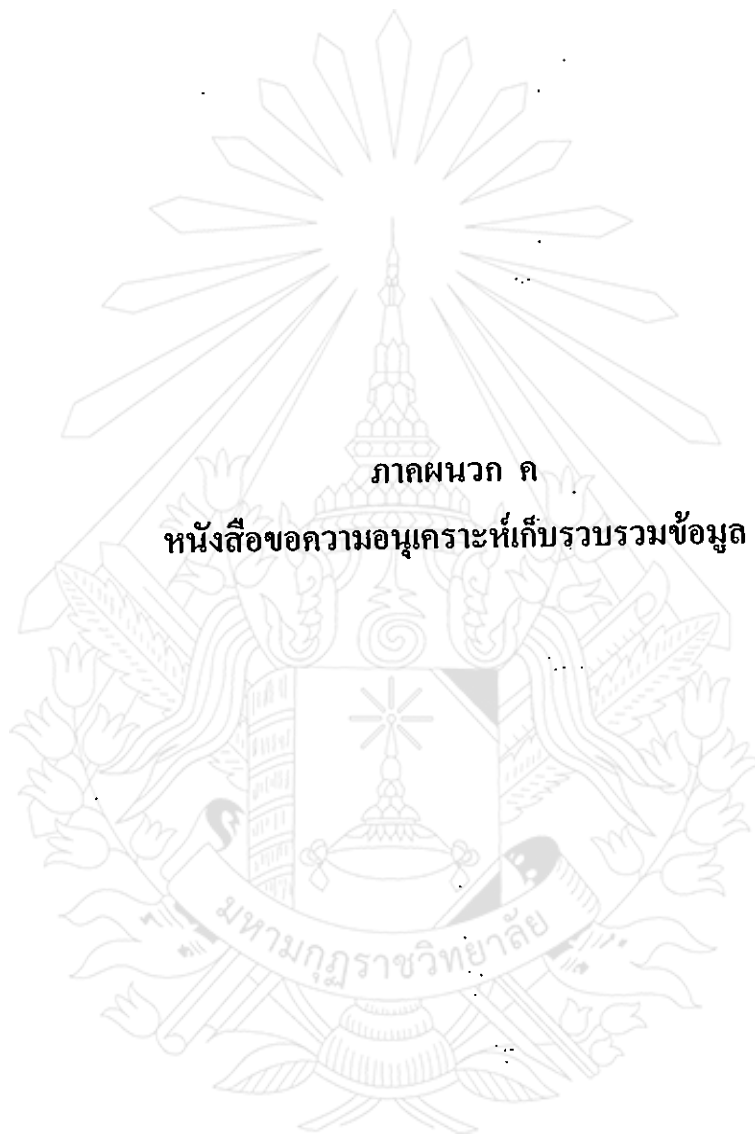 ภาคผนวก ค
หนังสือขอความอนุเคราะห์เก็บรวบรวมข้อมูล
มหามกุฏราชวิทยาลัย